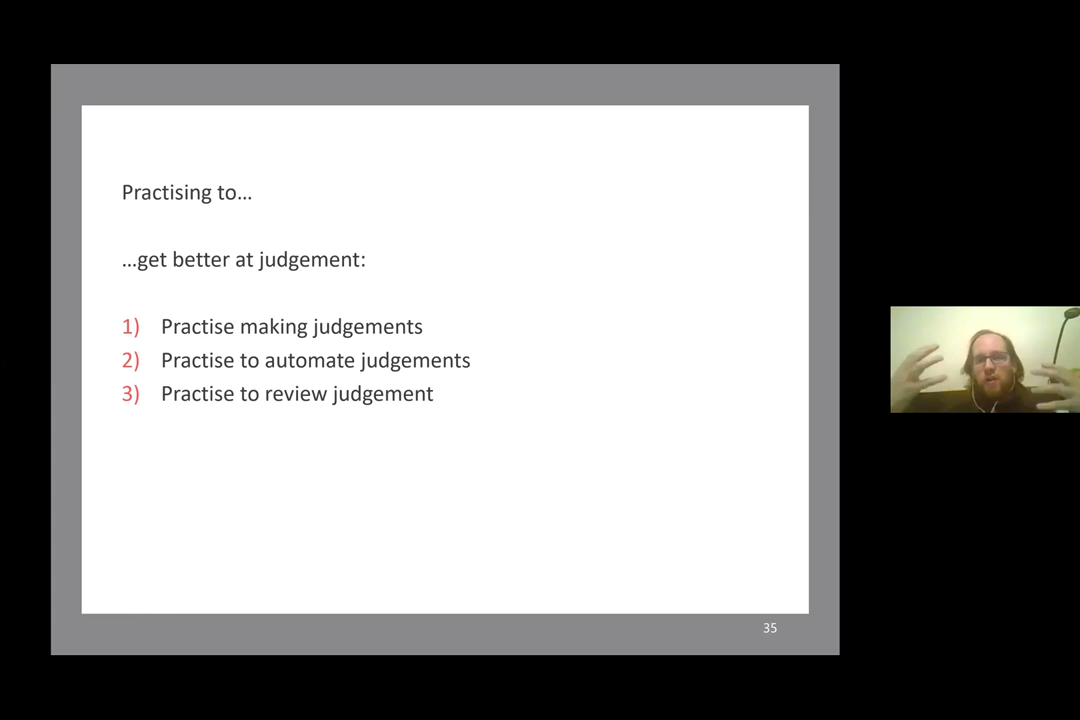 Practising to…
…get better at judgement:
1) Practise making judgements
2) Practise to automate judgements
3) Practise to review judgement
35